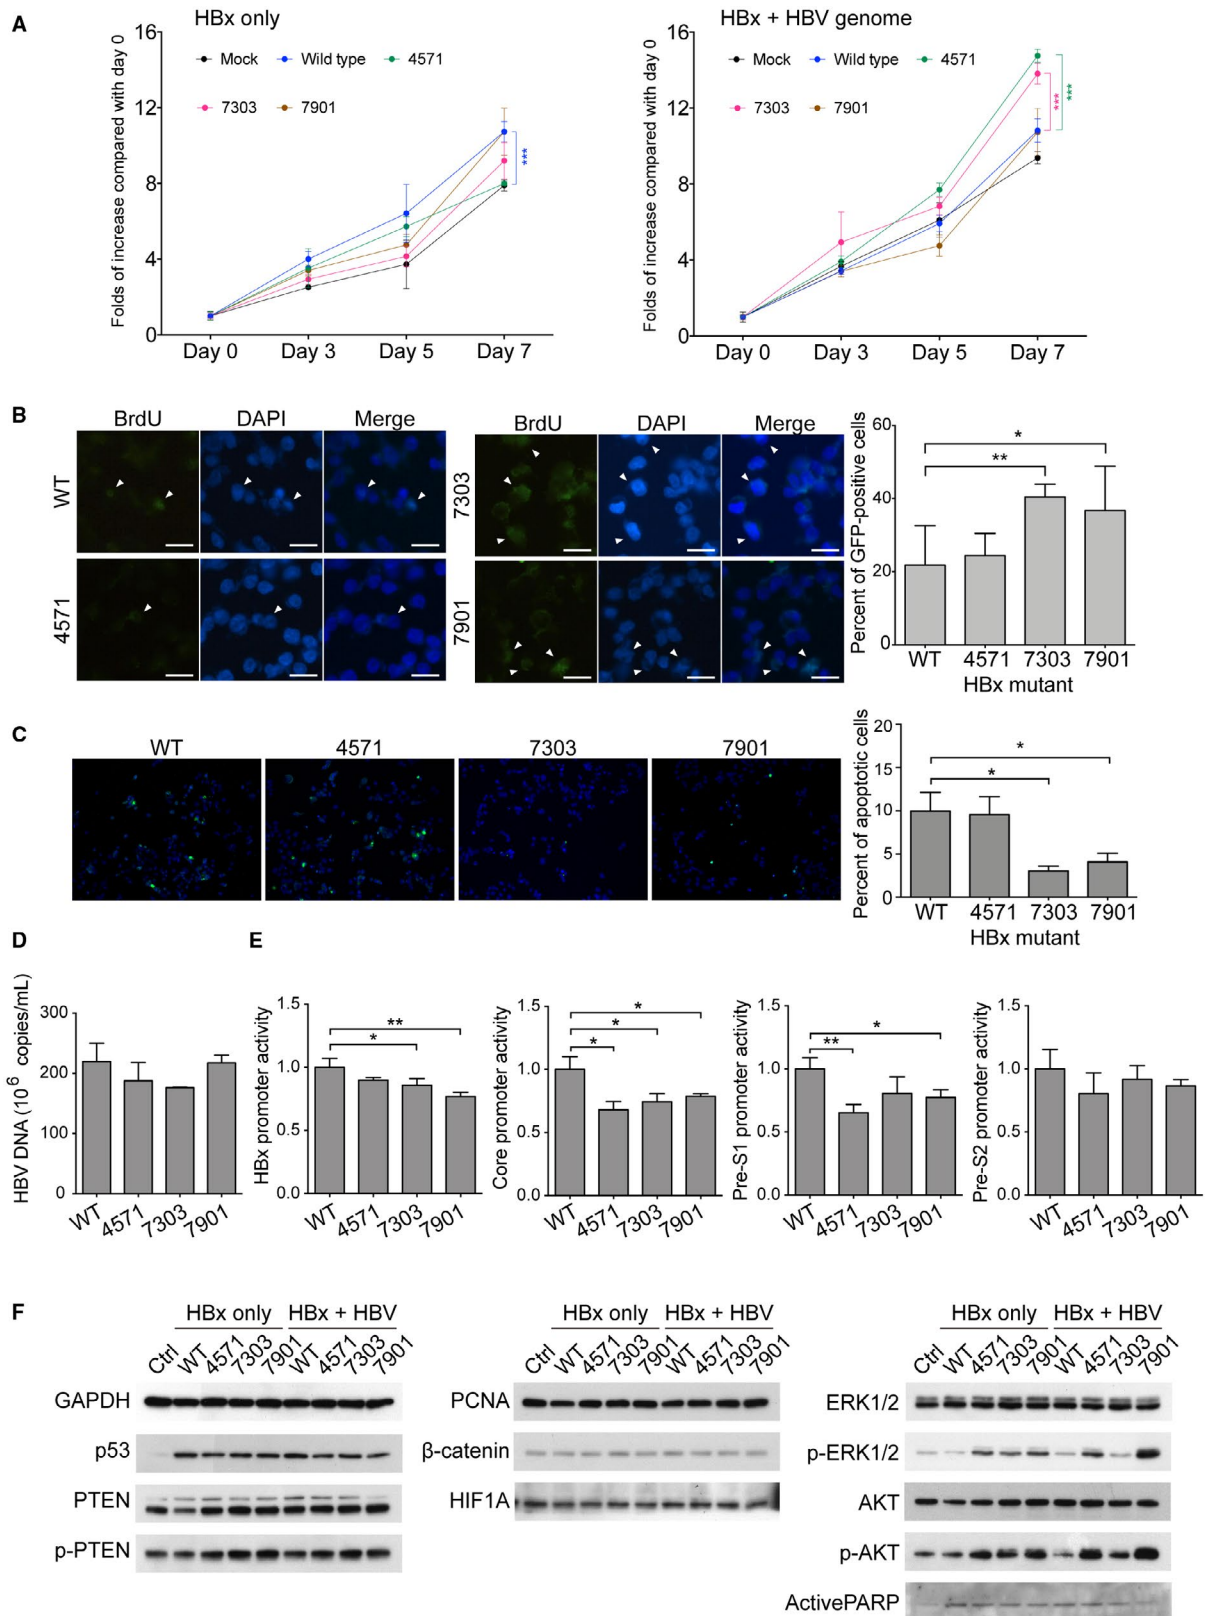 A
HBx only
Folds of increase compared with day 0
16
12
8
4
0
Mock Wild type 4571
7303 7901
***
Day 0 Day 3 Day 5 Day 7
HBx + HBV genome
Folds of increase compared with day 0
16
12
8
4
0
Mock Wild type 4571
7303 7901
***
***
Day 0 Day 3 Day 5 Day 7
B
BrdU DAPI Merge
WT
4571
BrdU DAPI Merge
7303
7901
Percent of GFP-positive cells
60
40
20
0
*
**
WT 4571 7303 7901
HBx mutant
C
WT 4571 7303 7901
Percent of apoptotic cells
20
15
10
5
0
*
*
WT 4571 7303 7901
HBx mutant
D
HBV DNA (10⁶ copies/mL)
300
200
100
0
WT 4571 7303 7901
E
HBx promoter activity
1.5
1.0
0.5
0.0
**
*
WT 4571 7303 7901
Core promoter activity
1.5
1.0
0.5
0.0
*
*
*
WT 4571 7303 7901
Pre-S1 promoter activity
1.5
1.0
0.5
0.0
*
**
WT 4571 7303 7901
Pre-S2 promoter activity
1.5
1.0
0.5
0.0
WT 4571 7303 7901
F
HBx only HBx + HBV
Ctrl WT 4571 7303 7901 WT 4571 7303 7901
GAPDH
p53
PTEN
p-PTEN
HBx only HBx + HBV
Ctrl WT 4571 7303 7901 WT 4571 7303 7901
PCNA
β-catenin
HIF1A
HBx only HBx + HBV
Ctrl WT 4571 7303 7901 WT 4571 7303 7901
ERK1/2
p-ERK1/2
AKT
p-AKT
ActivePARP